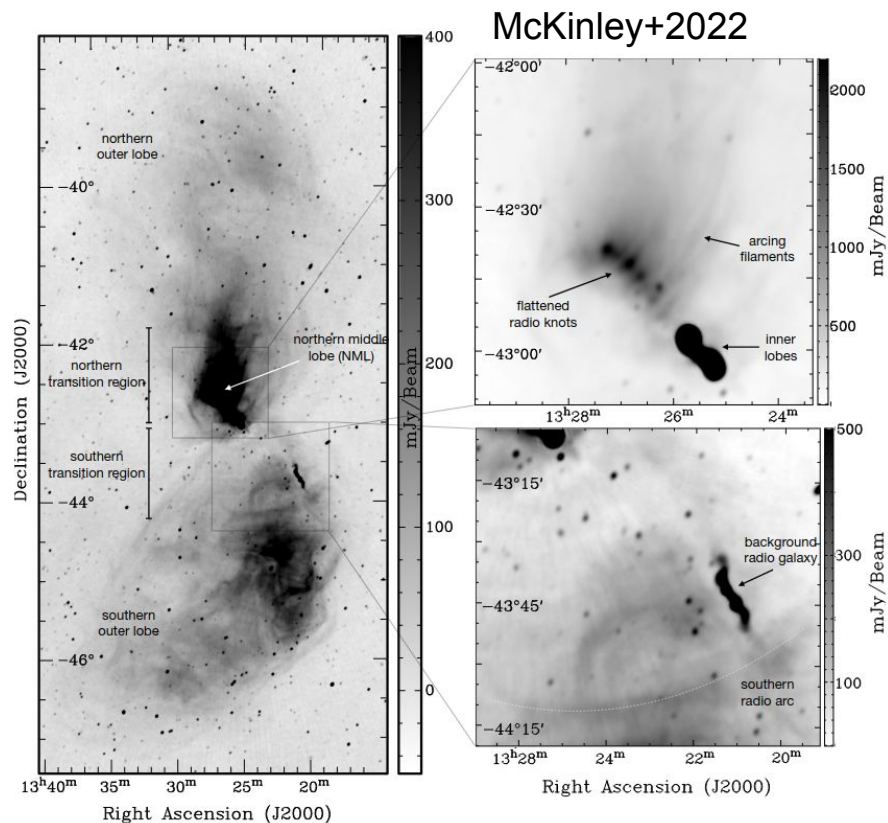 McKinley+2022
northern
outer lobe
northern middle
lobe (NML)
northern
transition region
southern
transition region
southern
outer lobe
−40°
−42°
−44°
−46°
Declination (J2000)
13ʰ40ᵐ 35ᵐ 30ᵐ 25ᵐ 20ᵐ
Right Ascension (J2000)
400
300
200
100
0
mJy/Beam
−42°00′
−42°30′
−43°00′
arcing
filaments
flattened
radio knots
inner
lobes
13ʰ28ᵐ 26ᵐ 24ᵐ
2000
1500
1000
600
mJy/Beam
−43°15′
−43°45′
−44°15′
background
radio galaxy
southern
radio arc
13ʰ28ᵐ 24ᵐ 22ᵐ 20ᵐ
Right Ascension (J2000)
500
300
100
mJy/Beam